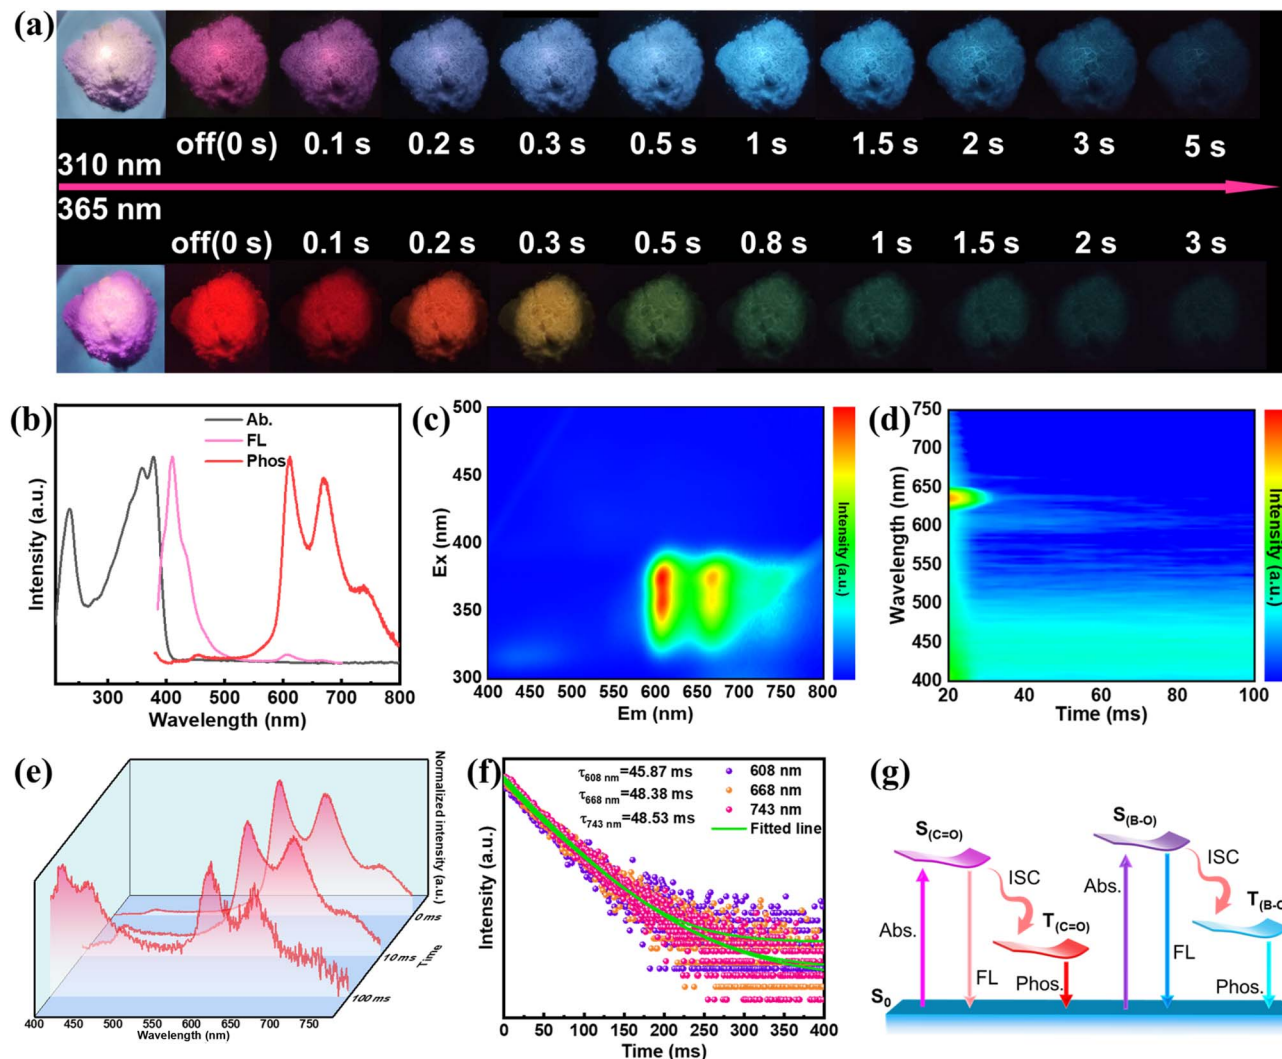 (a)
off(0 s) 0.1 s 0.2 s 0.3 s 0.5 s 1 s 1.5 s 2 s 3 s 5 s
310 nm
365 nm
off(0 s) 0.1 s 0.2 s 0.3 s 0.5 s 0.8 s 1 s 1.5 s 2 s 3 s
(b)
Ab.
FL
Phos
Intensity (a.u.)
300 400 500 600 700 800
Wavelength (nm)
(c)
500
450
400
350
300
Ex (nm)
400 450 500 550 600 650 700 750 800
Em (nm)
Intensity (a.u.)
(d)
750
700
650
600
550
500
450
400
Wavelength (nm)
20 40 60 80 100
Time (ms)
Intensity (a.u.)
(e)
Normalized intensity (a.u.)
0 ms
10 ms
100 ms
Time
400 450 500 550 600 650 700 750
Wavelength (nm)
(f)
τ608 nm=45.87 ms
τ668 nm=48.38 ms
τ743 nm=48.53 ms
608 nm
668 nm
743 nm
Fitted line
Intensity (a.u.)
0 50 100 150 200 250 300 350 400
Time (ms)
(g)
S(C=O)
S(B-O)
ISC
ISC
T(C=O)
T(B-O
Abs.
Abs.
FL
FL
Phos.
Phos.
S0